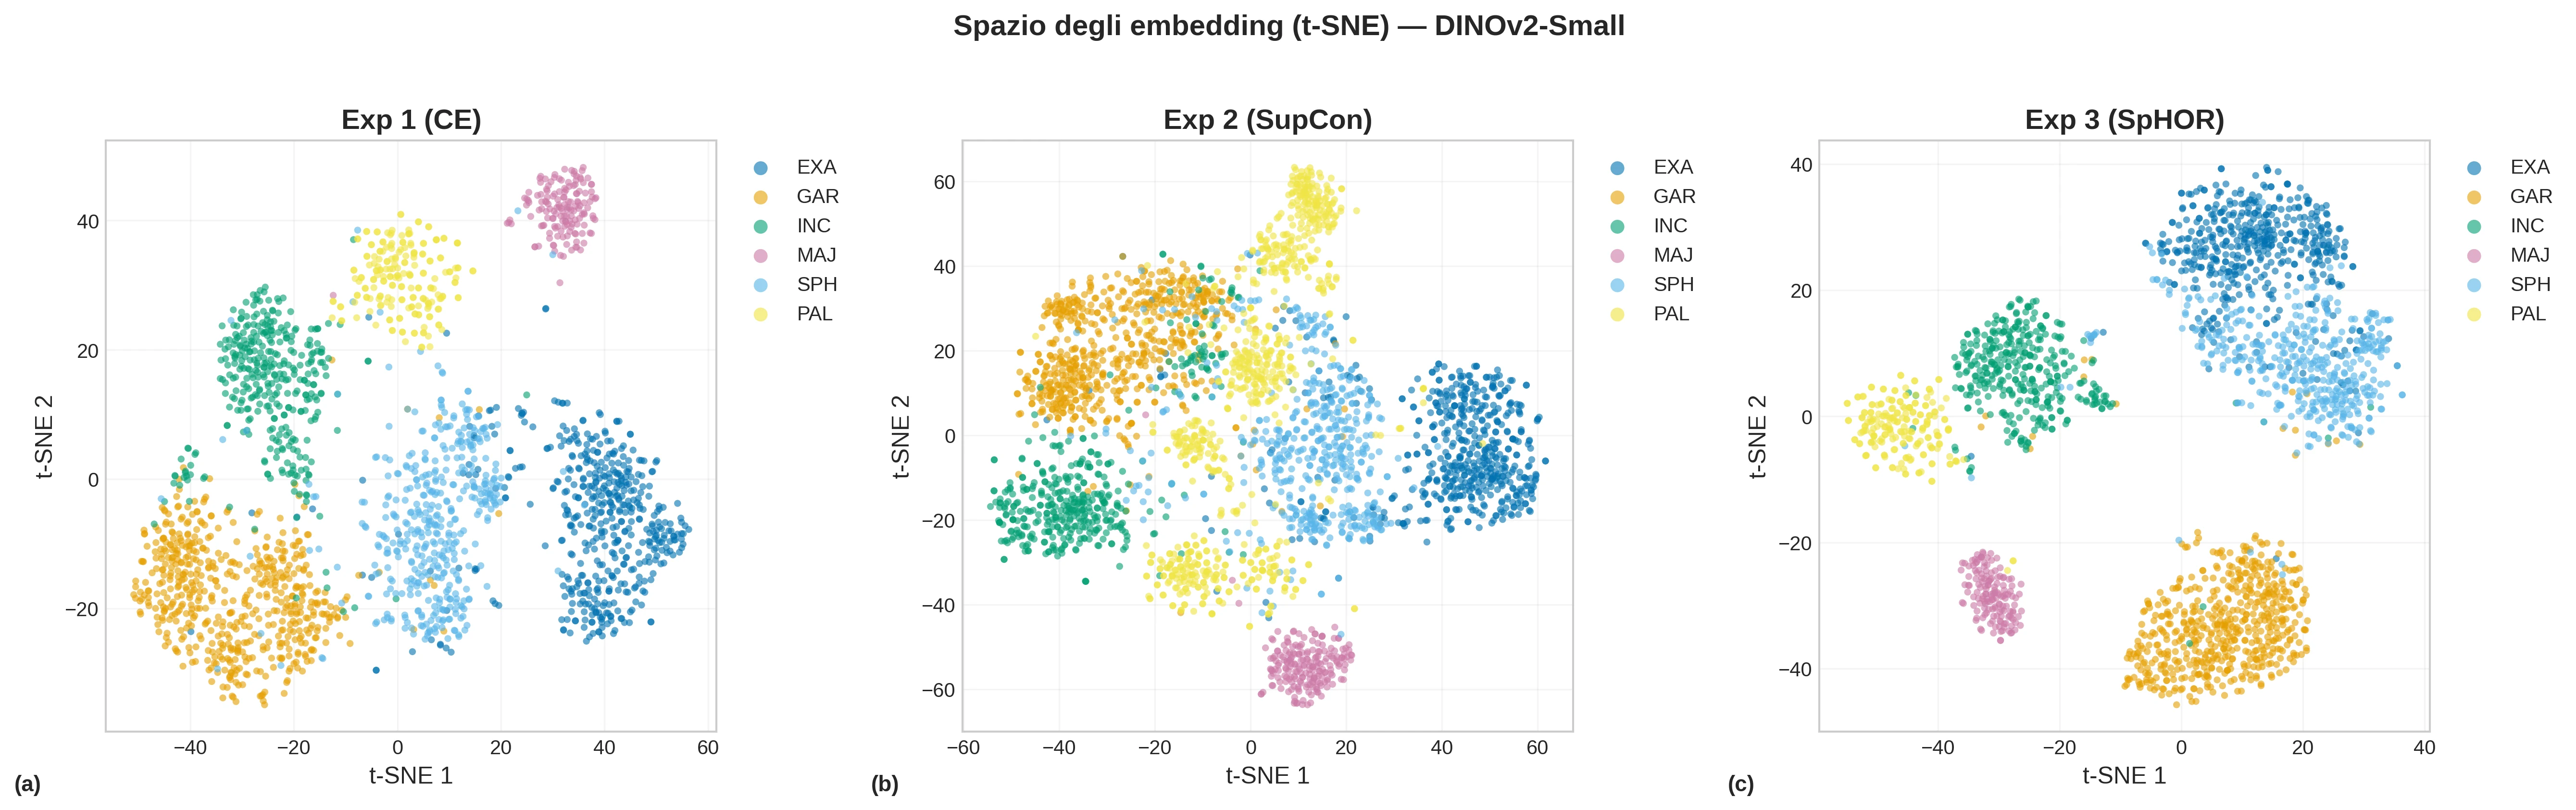 Spazio degli embedding (t-SNE) — DINOv2-Small
Exp 1 (CE)
40
20
0
−20
t-SNE 2
−40
−20
0
20
40
60
t-SNE 1
(a)
EXA
GAR
INC
MAJ
SPH
PAL
Exp 2 (SupCon)
60
40
20
0
−20
−40
−60
t-SNE 2
−60
−40
−20
0
20
40
60
t-SNE 1
(b)
EXA
GAR
INC
MAJ
SPH
PAL
Exp 3 (SpHOR)
40
20
0
−20
−40
t-SNE 2
−40
−20
0
20
40
t-SNE 1
(c)
EXA
GAR
INC
MAJ
SPH
PAL